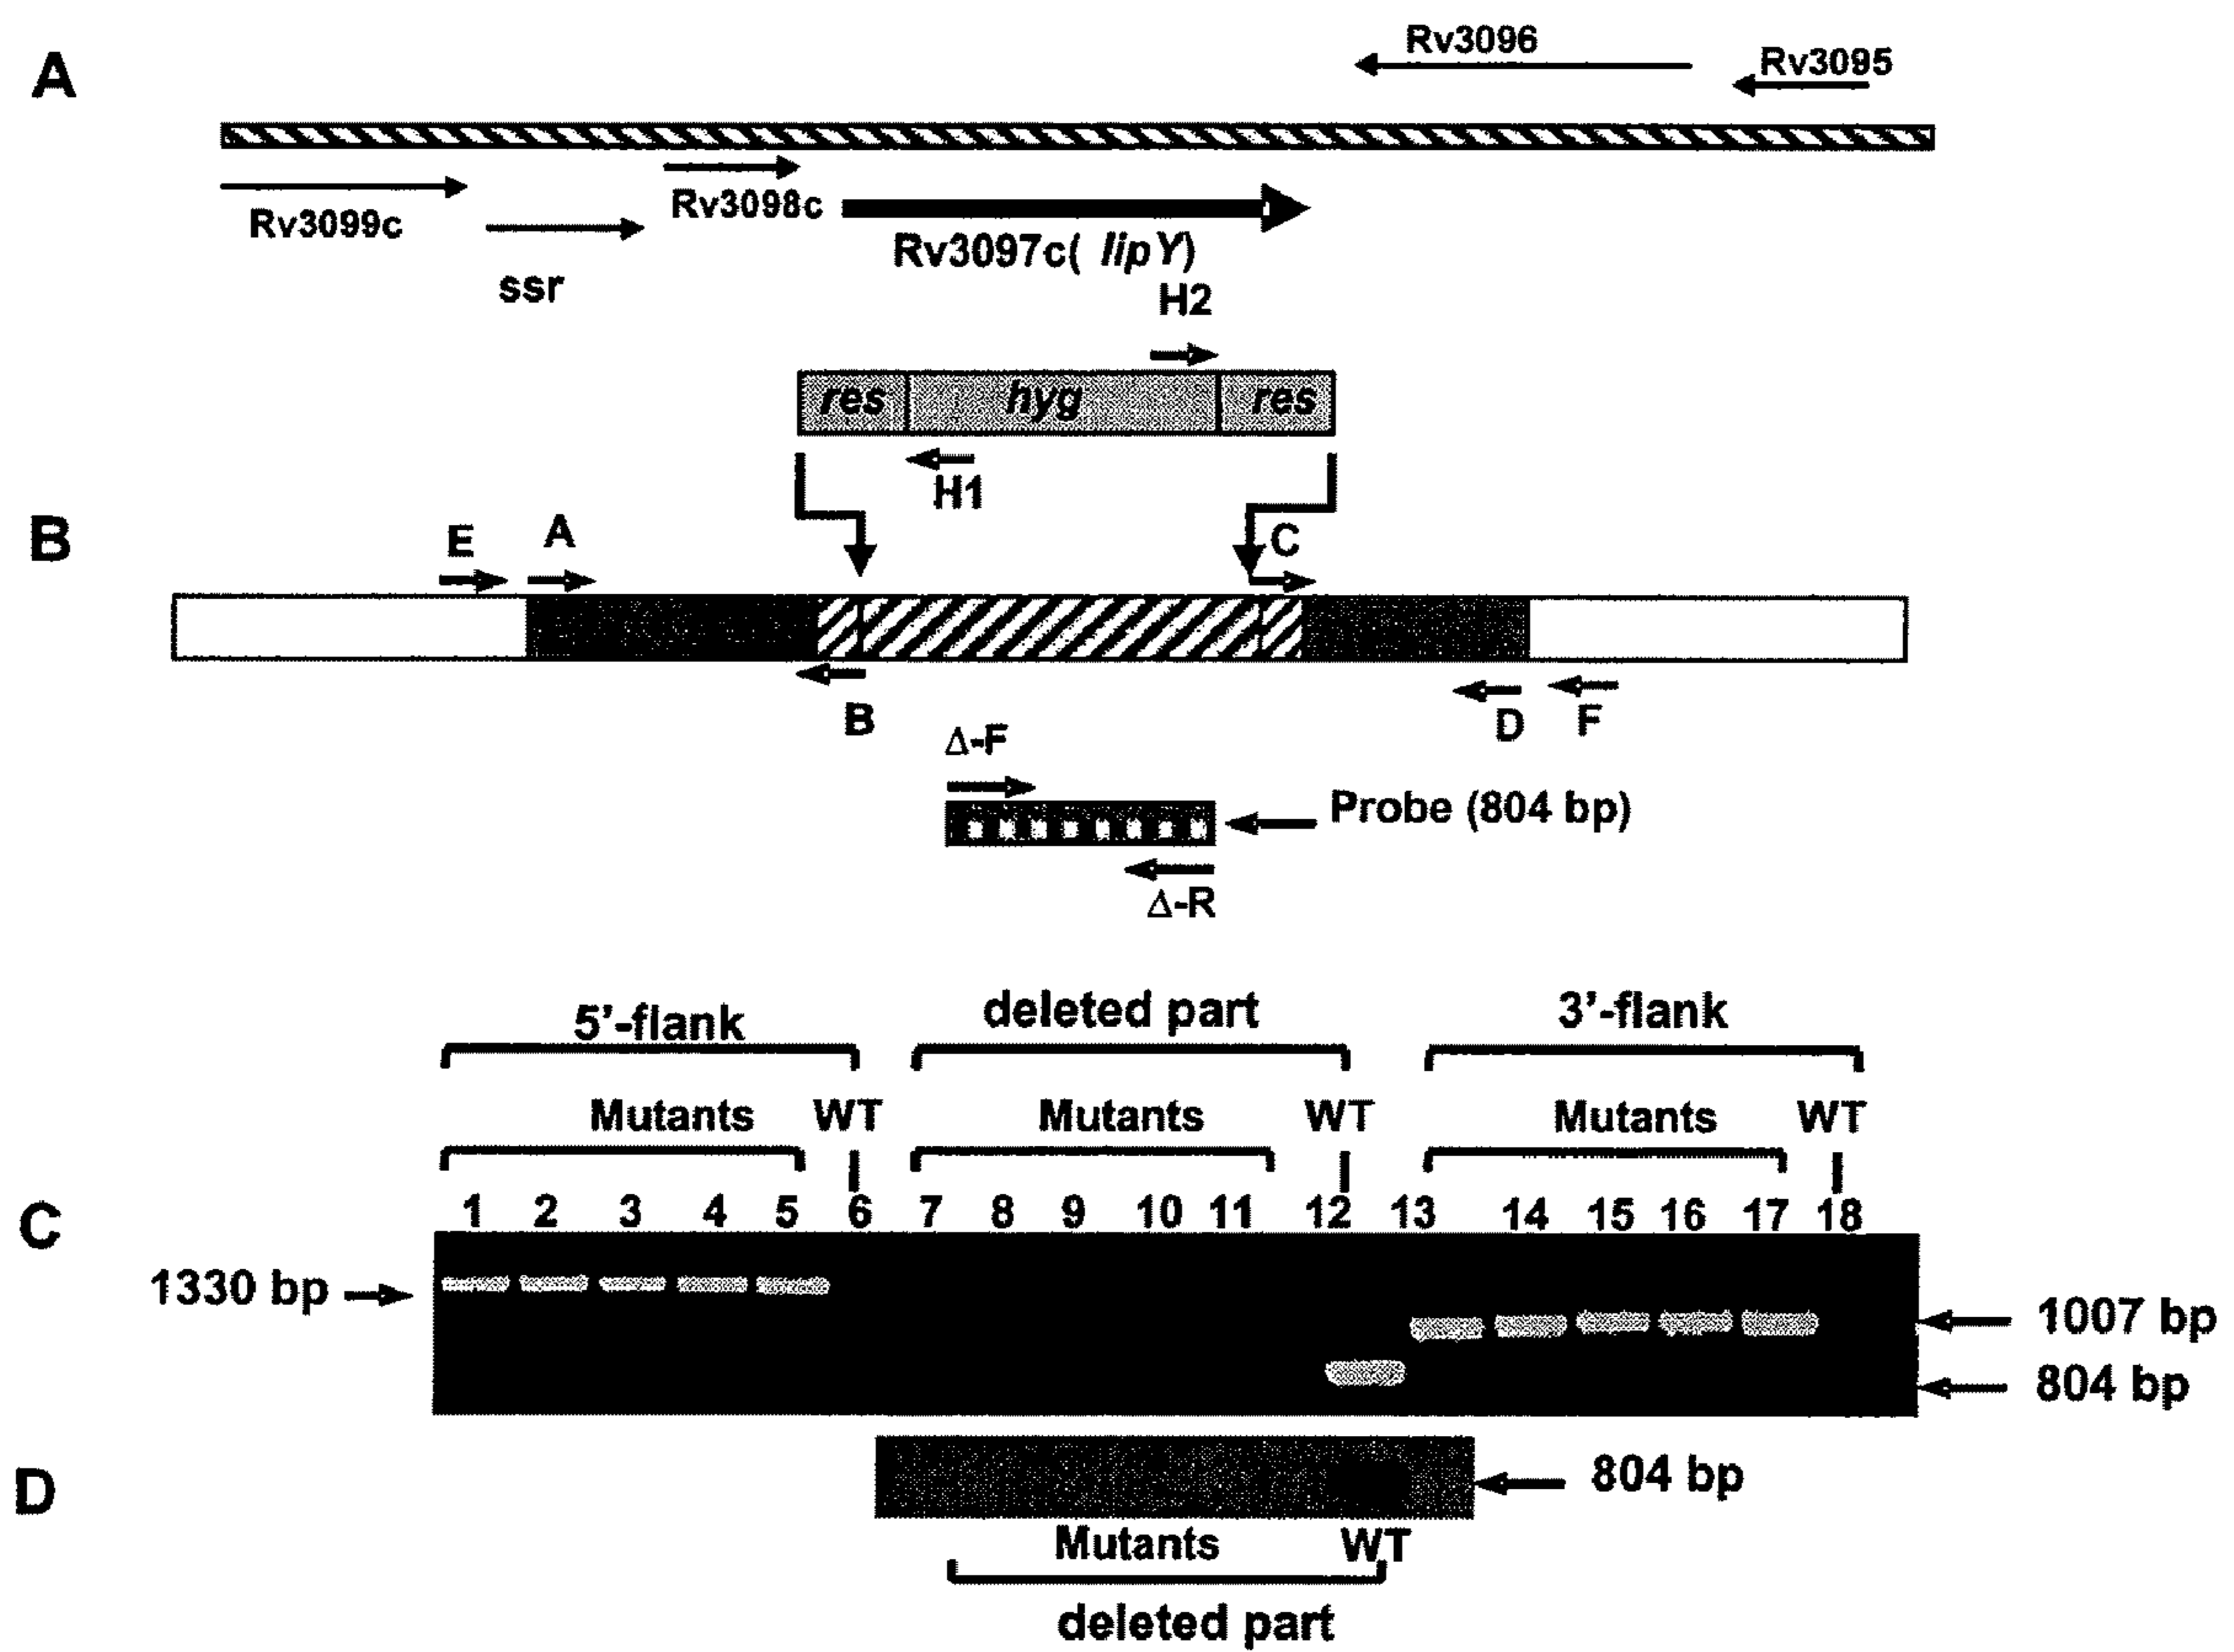 A
Rv3096
Rv3095
Rv3099c
ssr
Rv3098c
Rv3097c( lipY)
H2
res hyg res
H1
B
E A C
B D F
Δ-F
Probe (804 bp)
Δ-R
5’-flank deleted part 3’-flank
Mutants WT Mutants WT Mutants WT
C
1 2 3 4 5 6 7 8 9 10 11 12 13 14 15 16 17 18
1330 bp
1007 bp
804 bp
D
804 bp
Mutants WT
deleted part